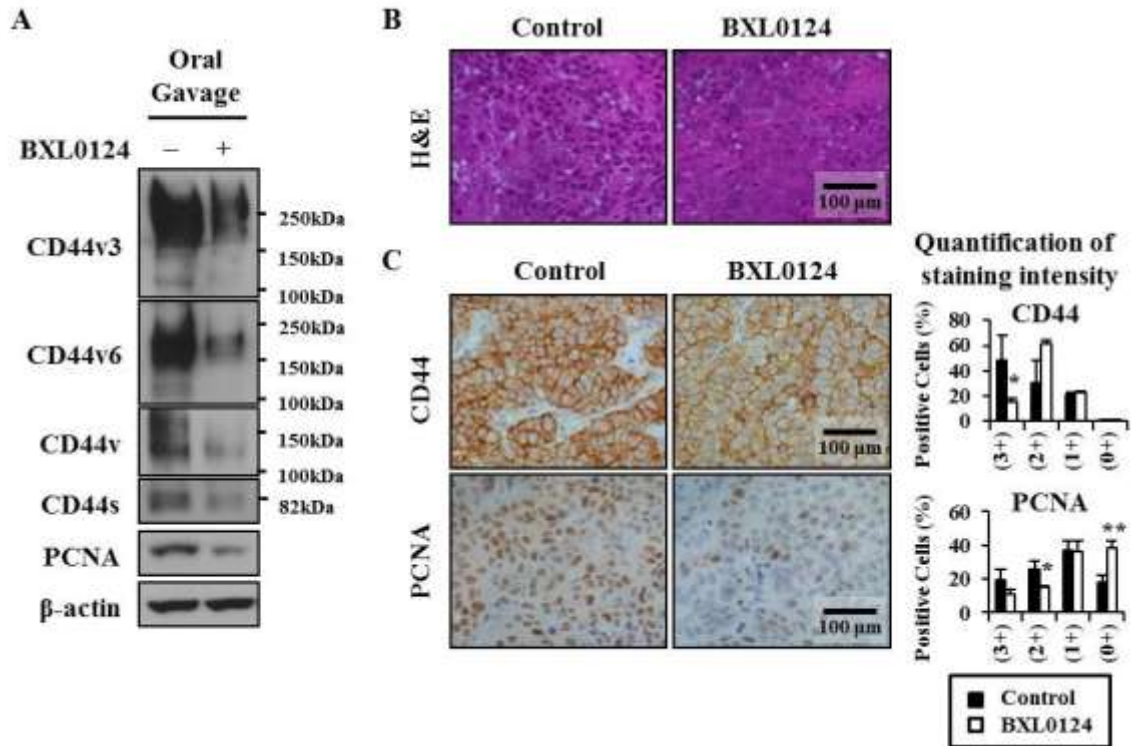 A
Oral
Gavage
BXL0124 – +
CD44v3
250kDa
150kDa
100kDa
CD44v6
250kDa
150kDa
100kDa
CD44v
150kDa
100kDa
CD44s
82kDa
PCNA
β-actin
B
Control BXL0124
H&E
100 µm
C
Control BXL0124
CD44
100 µm
PCNA
100 µm
Quantification of
staining intensity
CD44
Positive Cells (%)
80
60
40
20
0
*
(3+) (2+) (1+) (0+)
PCNA
Positive Cells (%)
60
40
20
0
* **
(3+) (2+) (1+) (0+)
Control
BXL0124